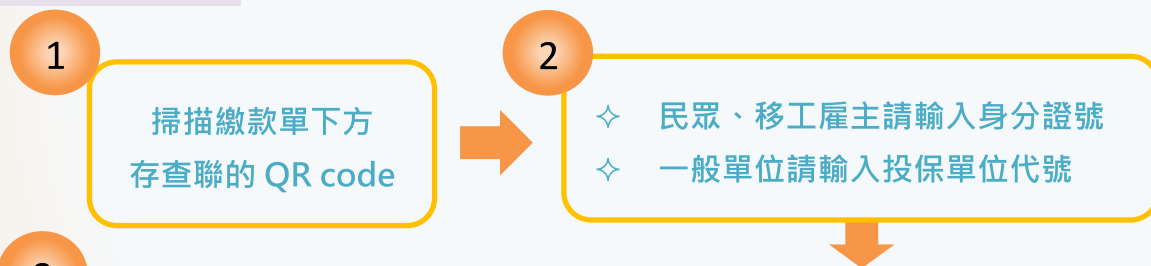 1
掃描繳款單下方
存查聯的 QR code
2
✧ 民眾、移工雇主請輸入身分證號
✧ 一般單位請輸入投保單位代號